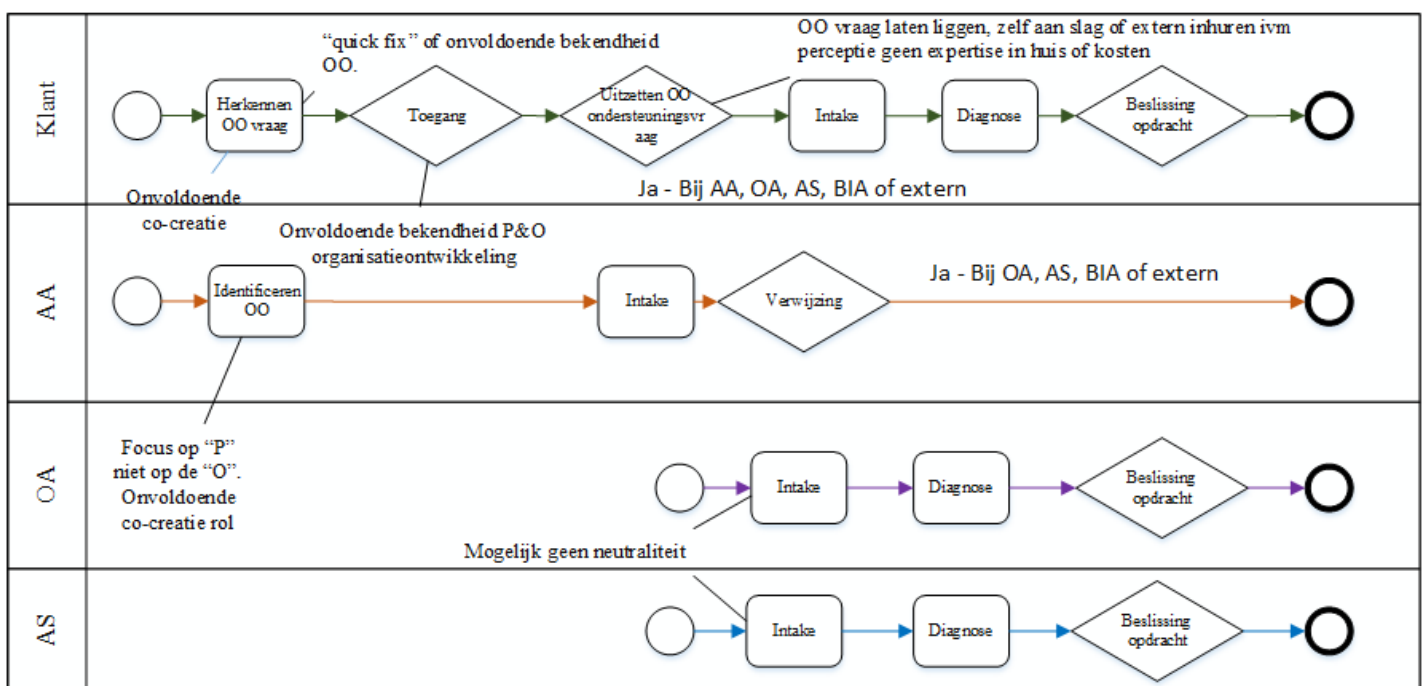 Klant
"quick fix" of onvoldoende bekendheid
OO.
OO vraag laten liggen, zelf aan slag of extern inhuren ivm
perceptie geen expertise in huis of kosten
Herkennen
OO vraag
Toegang
Uitzetten OO
ondersteuningsvr
aag
Intake
Diagnose
Beslissing
opdracht
Onvoldoende
co-creatie
Ja - Bij AA, OA, AS, BIA of extern
AA
Onvoldoende bekendheid P&O
organisatieontwikkeling
Identificeren
OO
Intake
Verwijzing
Ja - Bij OA, AS, BIA of extern
OA
Focus op "P"
niet op de "O".
Onvoldoende
co-creatie rol
Intake
Diagnose
Beslissing
opdracht
Mogelijk geen neutraliteit
AS
Intake
Diagnose
Beslissing
opdracht